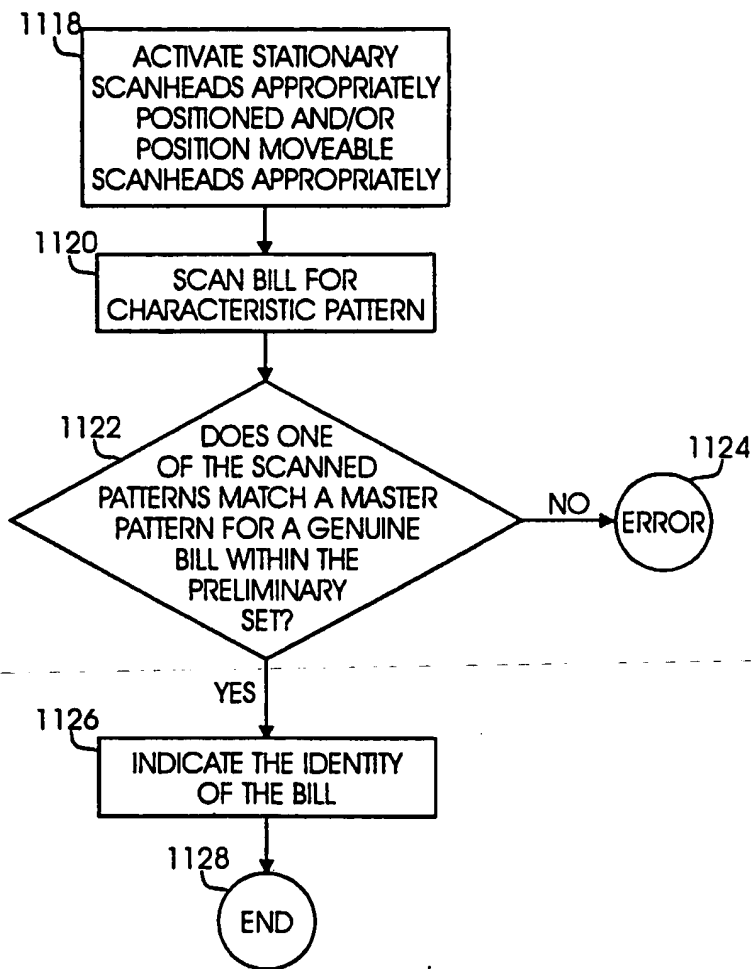 1118
ACTIVATE STATIONARY
SCANHEADS APPROPRIATELY
POSITIONED AND/OR
POSITION MOVEABLE
SCANHEADS APPROPRIATELY
1120
SCAN BILL FOR
CHARACTERISTIC PATTERN
1122
DOES ONE
OF THE SCANNED
PATTERNS MATCH A MASTER
PATTERN FOR A GENUINE
BILL WITHIN THE
PRELIMINARY
SET?
NO
1124
ERROR
YES
1126
INDICATE THE IDENTITY
OF THE BILL
1128
END